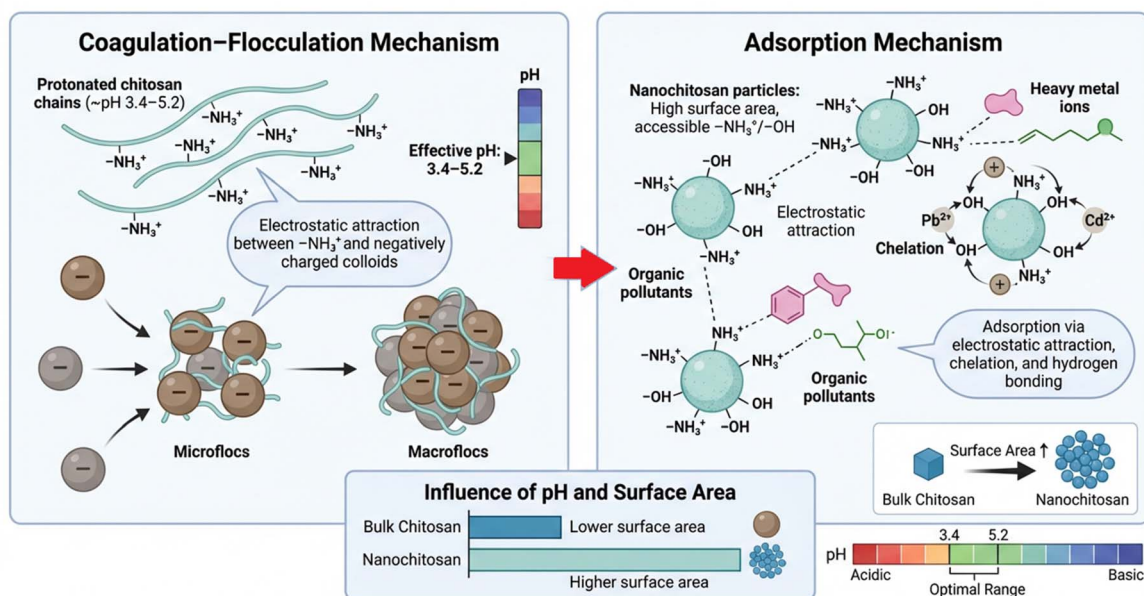 Coagulation–Flocculation Mechanism
Protonated chitosan
chains (~pH 3.4–5.2)
–NH₃⁺
–NH₃⁺
–NH₃⁺
–NH₃⁺
–NH₃⁺
–NH₃⁺
–NH₃⁺
–NH₃⁺
pH
Effective pH:
3.4–5.2
Electrostatic attraction
between –NH₃⁺ and negatively
charged colloids
Microflocs
Macroflocs
Adsorption Mechanism
Nanochitosan particles:
High surface area,
accessible –NH₃⁺/–OH
–NH₃⁺
–NH₃⁺
OH
–NH₃⁺
NH₃⁺
–OH
–OH
Heavy metal
ions
–OH
–NH₃⁺
NH₃⁺
–OH
OH
–NH₃⁺
Electrostatic
attraction
+
NH₃⁺
OH
OH
Pb²⁺
Cd²⁺
Chelation
OH
OH
NH₃⁺
+
Organic
pollutants
NH₃⁺
–NH₃⁺
NH₃⁺
–OH
OH
–NH₃⁺
–OH
O
Organic
pollutants
Adsorption via
electrostatic attraction,
chelation, and hydrogen
bonding
Surface Area ↑
Bulk Chitosan
Nanochitosan
Influence of pH and Surface Area
Bulk Chitosan
Lower surface area
Nanochitosan
Higher surface area
3.4
5.2
pH
Acidic
Basic
Optimal Range